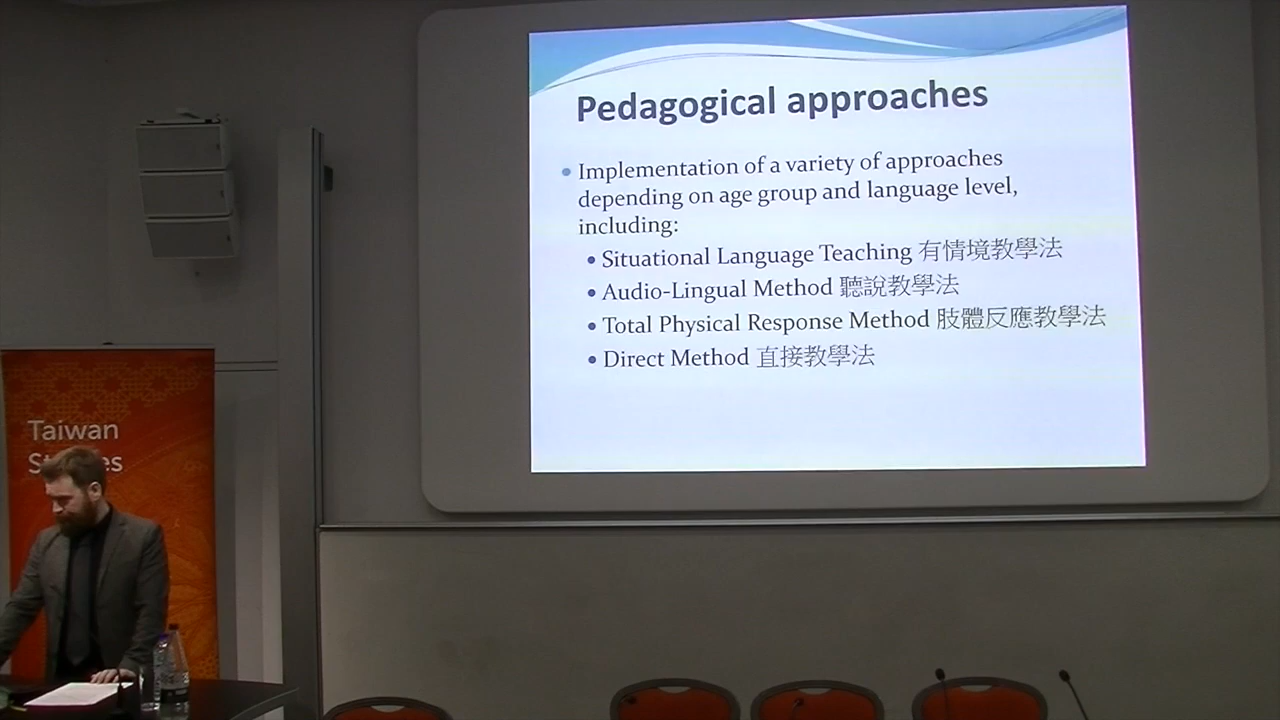 Pedagogical approaches
• Implementation of a variety of approaches
depending on age group and language level,
including:
• Situational Language Teaching 有情境教學法
• Audio-Lingual Method 聽說教學法
• Total Physical Response Method 肢體反應教學法
• Direct Method 直接教學法
Taiwan